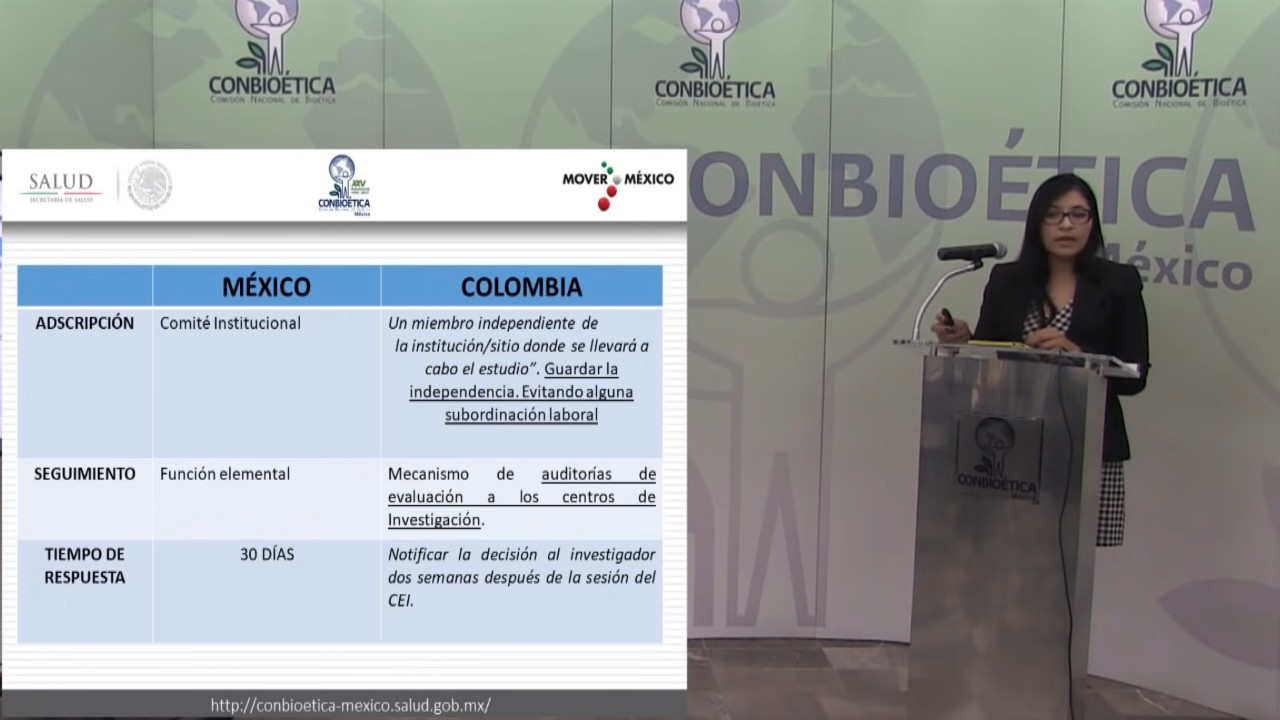 CONBIOÉTICA
COMISIÓN NACIONAL DE BIOÉTICA
CONBIOÉTICA
COMISIÓN NACIONAL DE BIOÉTICA
CONBIOÉTICA
COMISIÓN NACIONAL DE BIOÉTICA
ONBIOÉTICA
México
SALUD
SECRETARÍA DE SALUD
XXV
CONBIOÉTICA
México
MOVER MÉXICO
MÉXICO
COLOMBIA
ADSCRIPCIÓN
Comité Institucional
Un miembro independiente de
la institución/sitio donde se llevará a
cabo el estudio”. Guardar la
independencia. Evitando alguna
subordinación laboral
SEGUIMIENTO
Función elemental
Mecanismo de auditorías de
evaluación a los centros de
Investigación.
TIEMPO DE
RESPUESTA
30 DÍAS
Notificar la decisión al investigador
dos semanas después de la sesión del
CEI.
http://conbioetica-mexico.salud.gob.mx/
CONBIOÉTICA